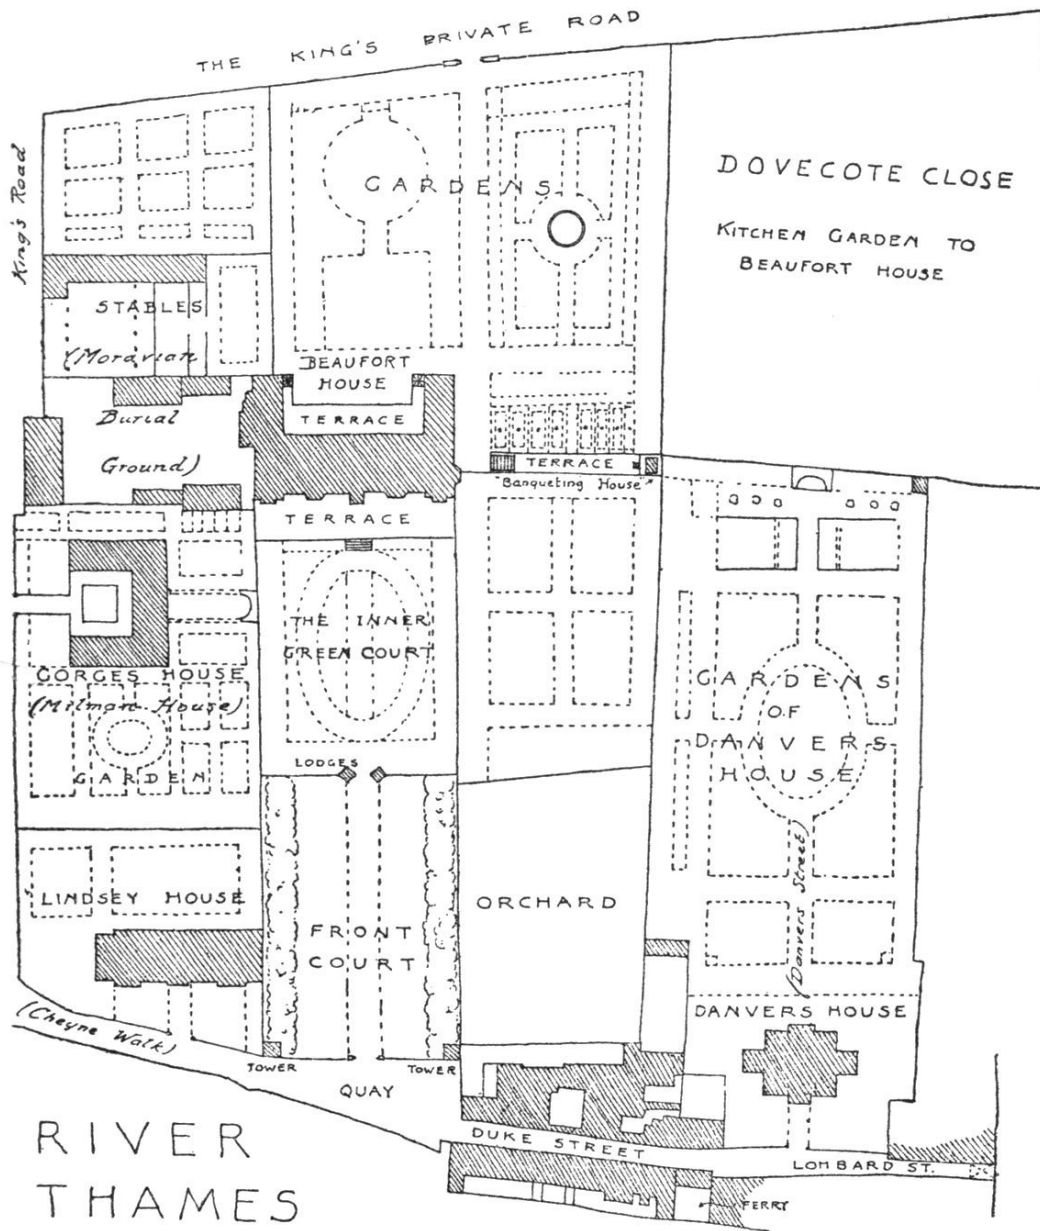 THE KING'S PRIVATE ROAD
King's Road
GARDENS
DOVECOTE CLOSE
KITCHEN GARDEN TO
BEAUFORT HOUSE
STABLES
(Moravian
Burial
Ground)
BEAUFORT
HOUSE
TERRACE
TERRACE
"Banqueting House"
TERRACE
THE INNER
GREEN COURT
GORGES HOUSE
(Milman House)
GARDEN
GARDENS
OF
DANVERS
HOUSE
LODGES
(Danvers Street)
LINDSEY HOUSE
FRONT
COURT
ORCHARD
DANVERS HOUSE
(Cheyne Walk)
TOWER
TOWER
QUAY
DUKE STREET
LOMBARD ST.
FERRY
RIVER
THAMES